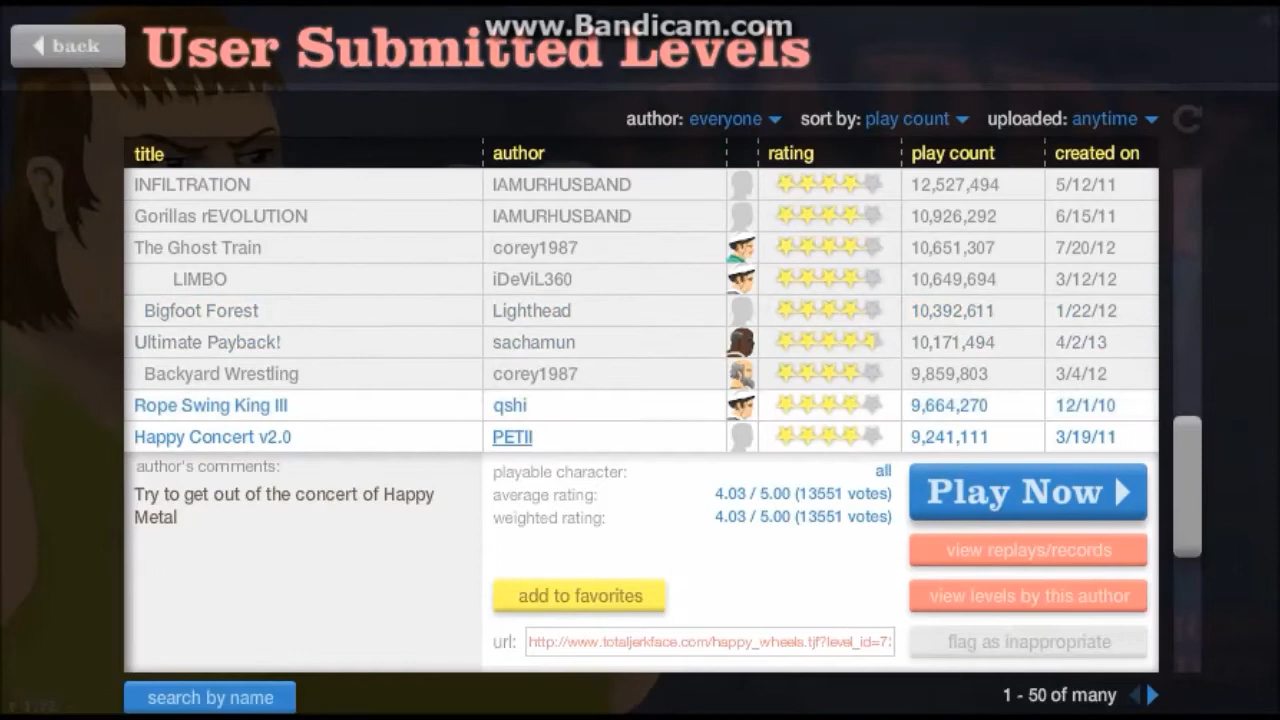 www.Bandicam.com
back
User Submitted Levels
author: everyone sort by: play count uploaded: anytime
title author rating play count created on
INFILTRATION IAMURHUSBAND 12,527,494 5/12/11
Gorillas rEVOLUTION IAMURHUSBAND 10,926,292 6/15/11
The Ghost Train corey1987 10,651,307 7/20/12
LIMBO iDeViL360 10,649,694 3/12/12
Bigfoot Forest Lighthead 10,392,611 1/22/12
Ultimate Payback! sachamun 10,171,494 4/2/13
Backyard Wrestling corey1987 9,859,803 3/4/12
Rope Swing King III qshi 9,664,270 12/1/10
Happy Concert v2.0 PETII 9,241,111 3/19/11
author's comments:
Try to get out of the concert of Happy
Metal
playable character: all
average rating: 4.03 / 5.00 (13551 votes)
weighted rating: 4.03 / 5.00 (13551 votes)
Play Now
view replays/records
add to favorites
view levels by this author
url: http://www.totaljerkface.com/happy_wheels.tjf?level_id=7
flag as inappropriate
search by name
1 - 50 of many